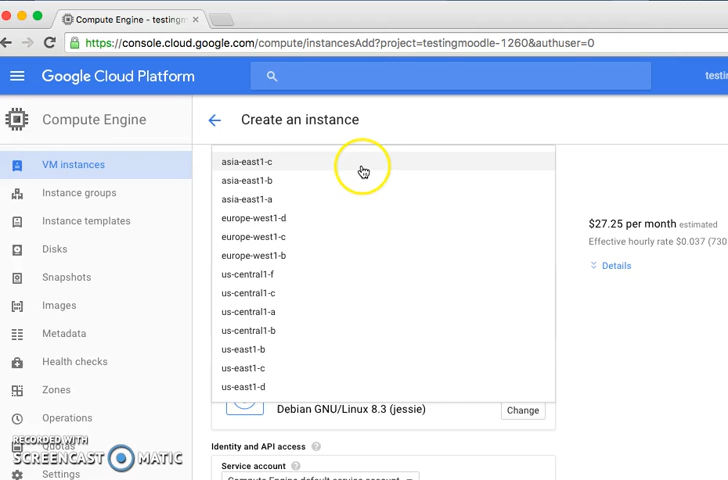 Compute Engine - testingm
https://console.cloud.google.com/compute/instancesAdd?project=testingmoodle-1260&authuser=0
Google Cloud Platform
testin
Compute Engine
Create an instance
VM instances
Instance groups
Instance templates
Disks
Snapshots
Images
Metadata
Health checks
Zones
Operations
Quotas
Settings
asia-east1-c
asia-east1-b
asia-east1-a
europe-west1-d
europe-west1-c
europe-west1-b
us-central1-f
us-central1-c
us-central1-a
us-central1-b
us-east1-b
us-east1-c
us-east1-d
Debian GNU/Linux 8.3 (jessie)
Change
Identity and API access
Service account
Compute Engine default service account
$27.25 per month estimated
Effective hourly rate $0.037 (730
Details
RECORDED WITH
SCREENCAST MATIC